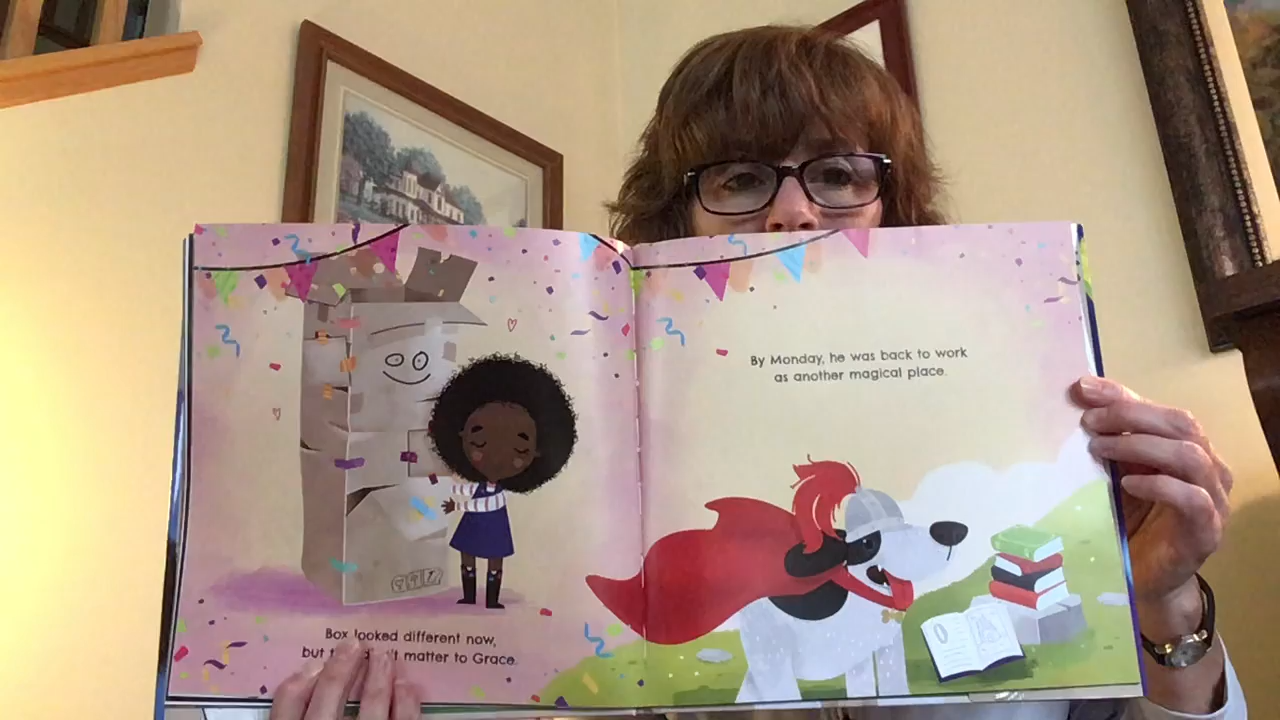 Box looked different now,
but matter to Grace.
By Monday, he was back to work
as another magical place.